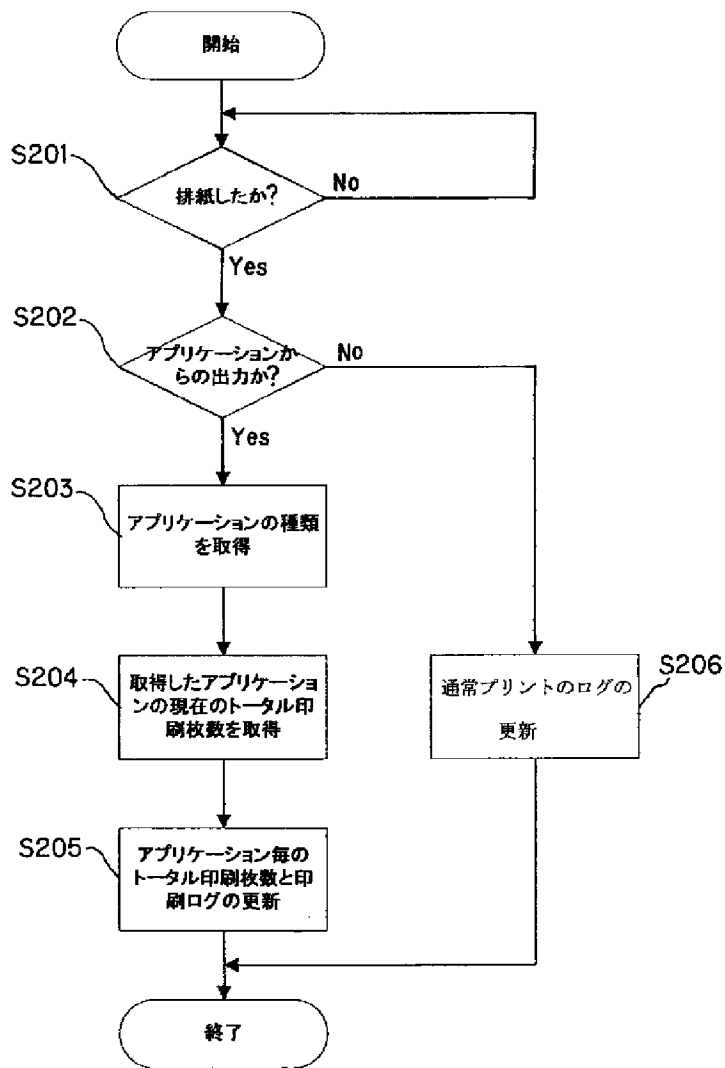 開始
S201
排紙したか?
No
Yes
S202
アプリケーションか
らの出力か?
No
Yes
S203
アプリケーションの種類
を取得
S204
取得したアプリケーショ
ンの現在のトータル印
刷枚数を取得
通常プリントのログの
更新
S206
S205
アプリケーション毎の
トータル印刷枚数と印
刷ログの更新
終了